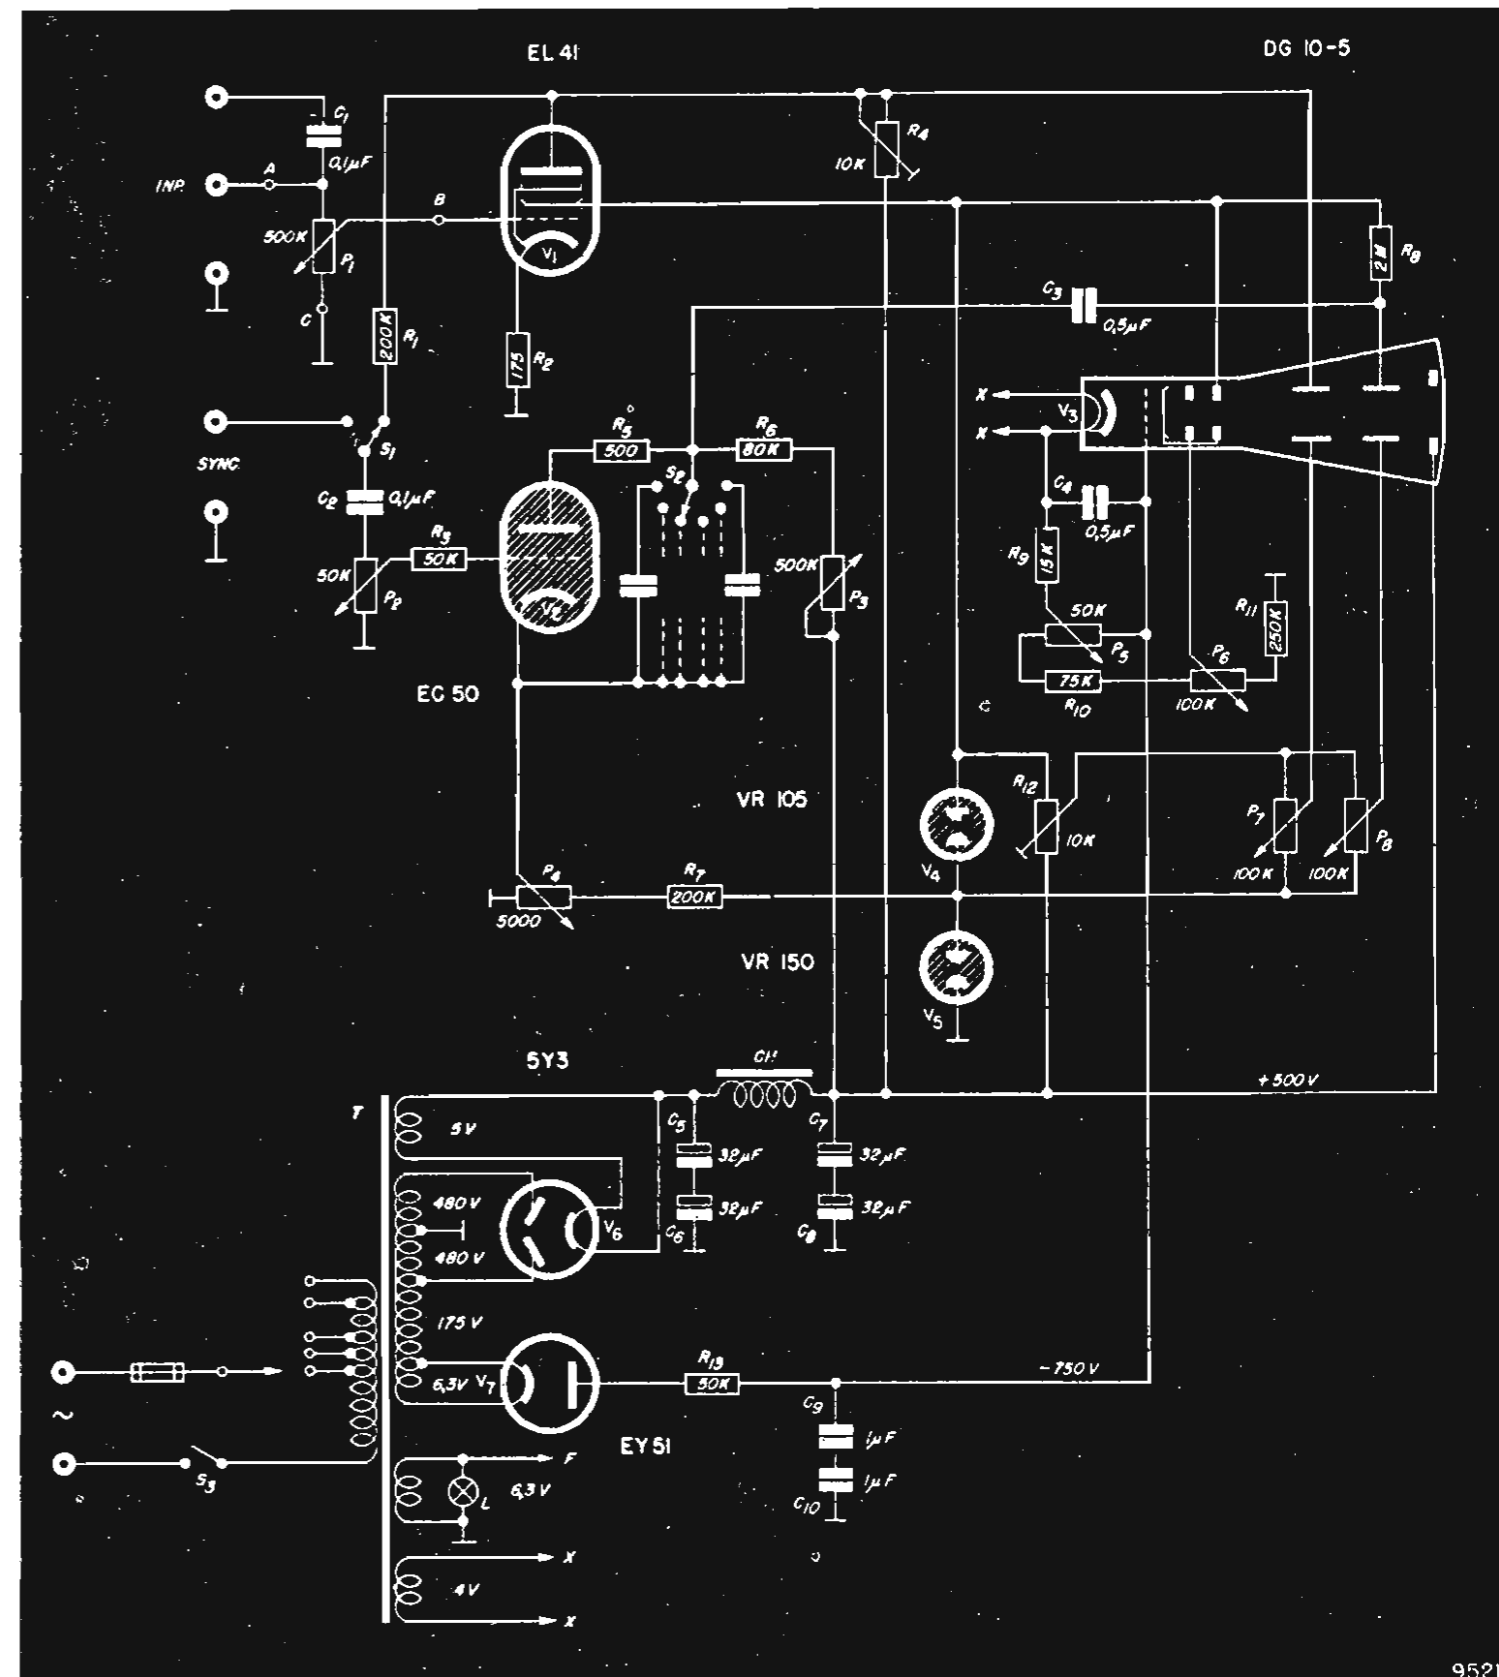 EL 41
DG 10-5
C1
0,1µF
R4
10K
A
INP.
B
500K
P1
V1
2M
R8
C
C3
0,5µF
200K
R1
175
R2
X
V3
X
R5
500
R6
80K
S1
SYNC
S2
C2
0,1µF
C4
0,5µF
R3
50K
R9
15K
50K
P2
500K
P3
50K
P5
R11
250K
P6
EC 50
75K
R10
100K
VR 105
R12
10K
P7
P8
V4
100K
100K
P4
R7
200K
5000
VR 150
V5
5Y3
CH
+500V
T
5V
C5
C7
32µF
32µF
480V
V6
32µF
32µF
C6
C8
480V
175V
R13
50K
-750V
6,3V
V7
C9
~
EY51
1µF
F
1µF
S3
6,3V
L
C10
X
4V
X